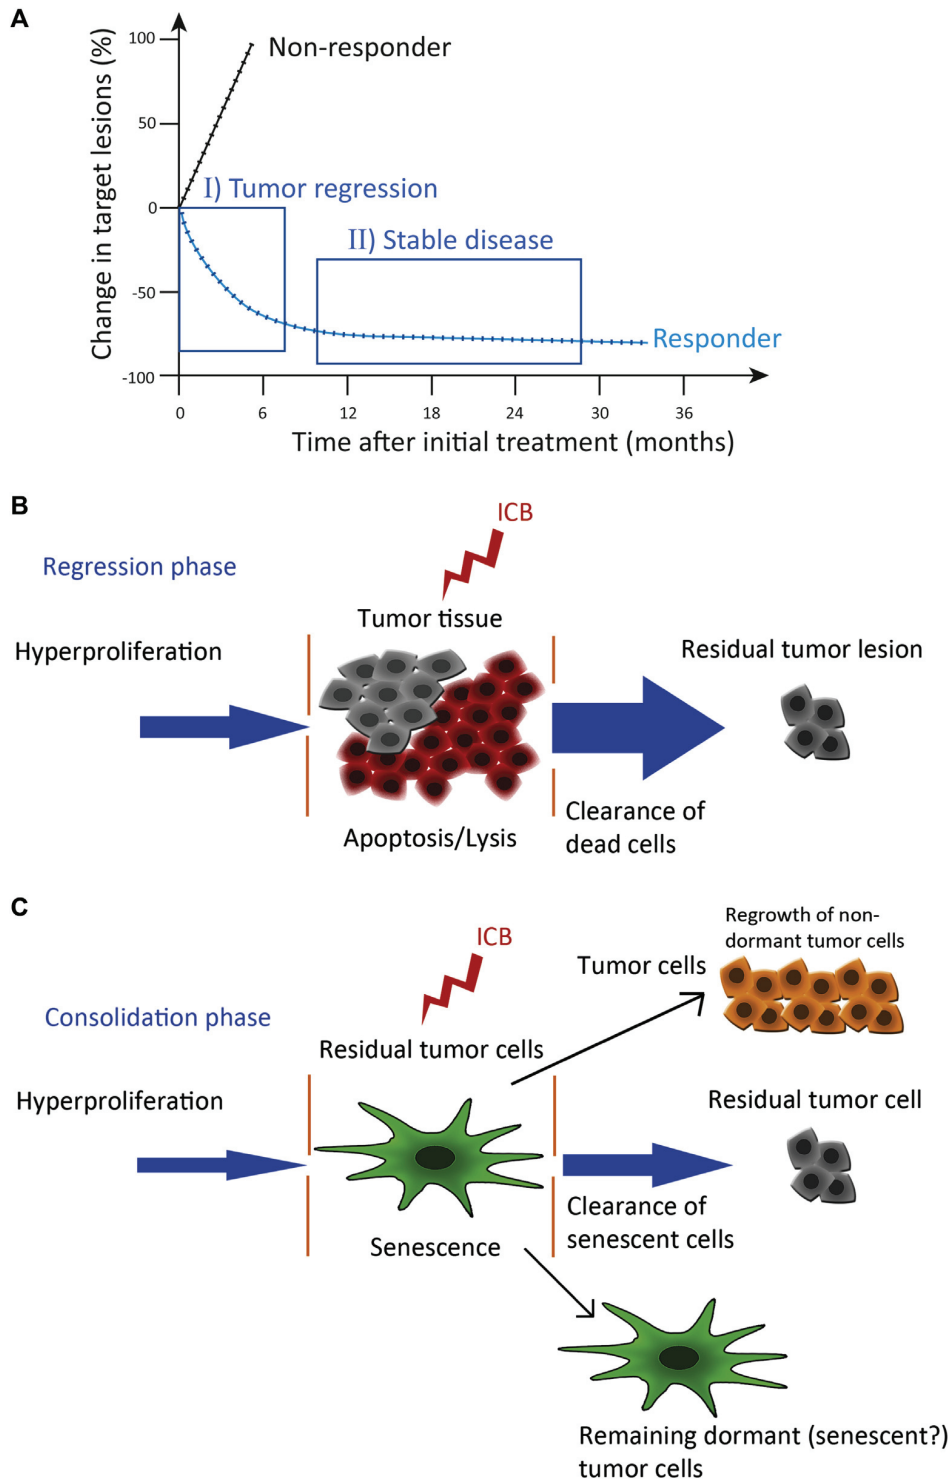 A
Change in target lesions (%)
100
50
0
-50
-100
Non-responder
I) Tumor regression
II) Stable disease
Responder
0 6 12 18 24 30 36
Time after initial treatment (months)
B
ICB
Regression phase
Tumor tissue
Hyperproliferation
Residual tumor lesion
Apoptosis/Lysis
Clearance of
dead cells
C
Regrowth of non-
dormant tumor cells
ICB
Tumor cells
Consolidation phase
Residual tumor cells
Hyperproliferation
Residual tumor cell
Clearance of
senescent cells
Senescence
Remaining dormant (senescent?)
tumor cells